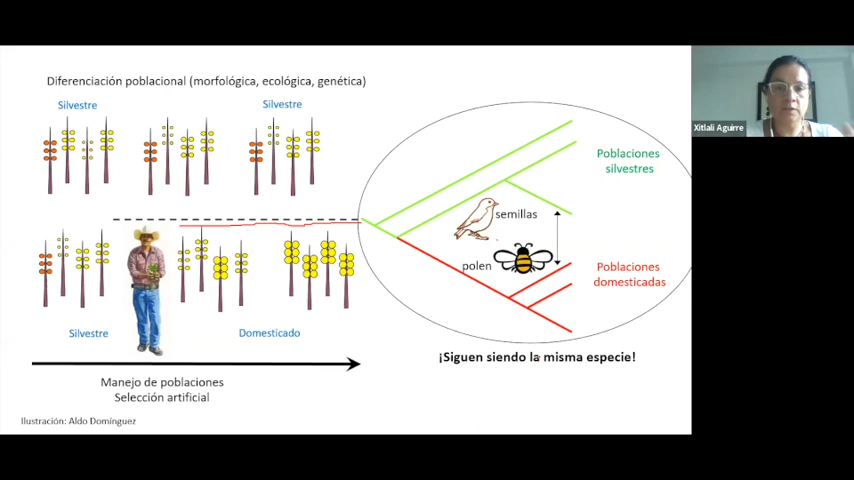 Diferenciación poblacional (morfológica, ecológica, genética)
Silvestre
Silvestre
Xitlali Aguirre
Poblaciones
silvestres
semillas
polen
Poblaciones
domesticadas
Silvestre
Domesticado
¡Siguen siendo la misma especie!
Manejo de poblaciones
Selección artificial
Ilustración: Aldo Domínguez